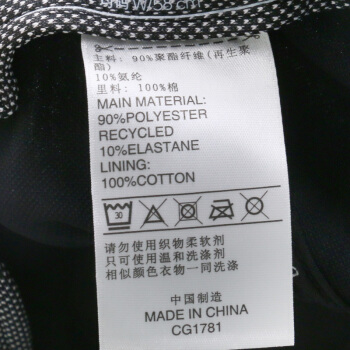 主料: 90%聚酯纤维(再生聚
酯)
10%氨纶
里料: 100%棉
MAIN MATERIAL:
90%POLYESTER
RECYCLED
10%ELASTANE
LINING:
100%COTTON
30
请勿使用织物柔软剂
只可使用温和洗涤剂
相似颜色衣物一同洗涤
中国制造
MADE IN CHINA
CG1781